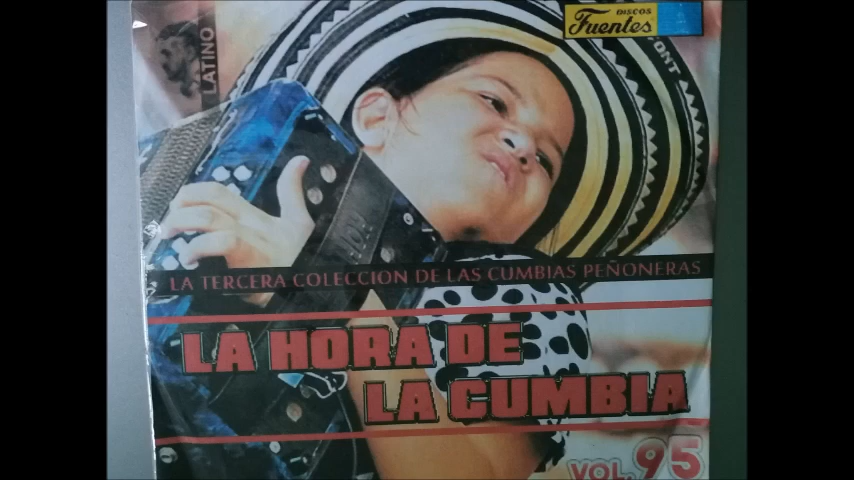 DISCOS
Fuentes
LATINO
LA TERCERA COLECCION DE LAS CUMBIAS PEÑONERAS
LA HORA DE
LA CUMBIA
VOL. 95